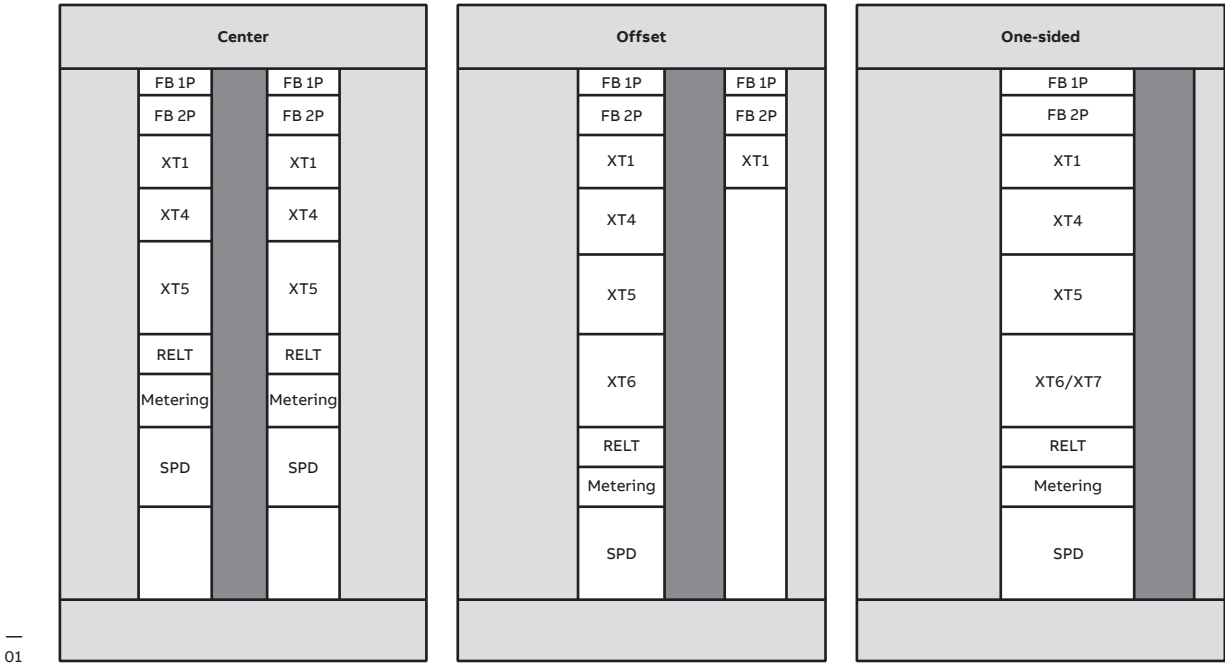 Center
FB 1P
FB 1P
FB 2P
FB 2P
XT1
XT1
XT4
XT4
XT5
XT5
RELT
RELT
Metering
Metering
SPD
SPD
Offset
FB 1P
FB 1P
FB 2P
FB 2P
XT1
XT1
XT4
XT5
XT6
RELT
Metering
SPD
One-sided
FB 1P
FB 2P
XT1
XT4
XT5
XT6/XT7
RELT
Metering
SPD
—
01